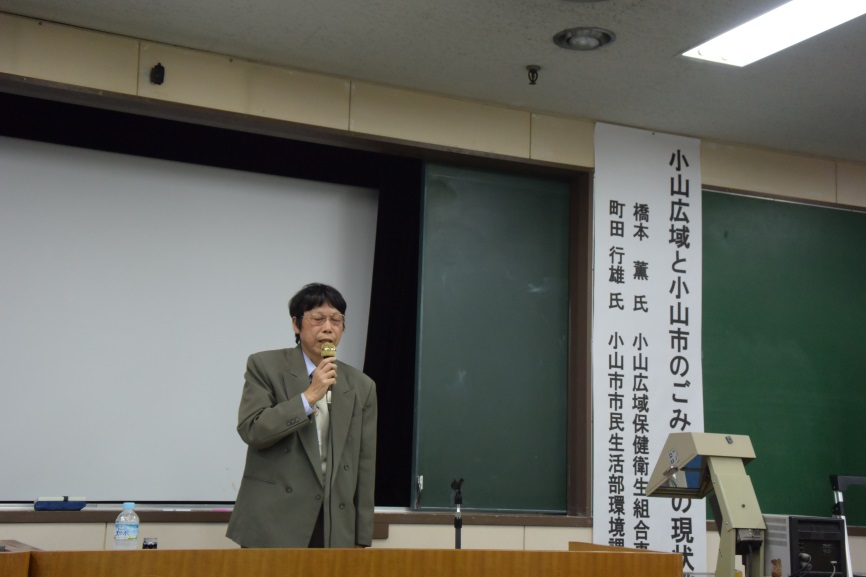 小山広域と小山市のごみ の現状
橋本 薫 氏 小山広域保健衛生組合
町田 行雄 氏 小山市市民生活部環境課